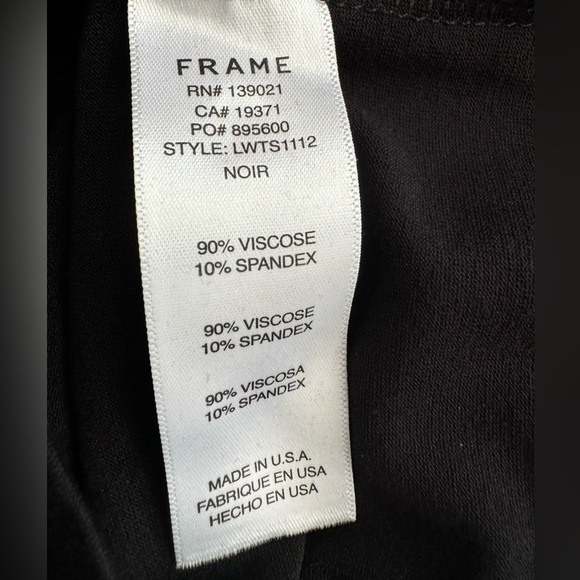 FRAME
RN# 139021
CA# 19371
PO# 895600
STYLE: LWTS1112
NOIR
90% VISCOSE
10% SPANDEX
90% VISCOSE
10% SPANDEX
90% VISCOSA
10% SPANDEX
MADE IN U.S.A.
FABRIQUE EN USA
HECHO EN USA